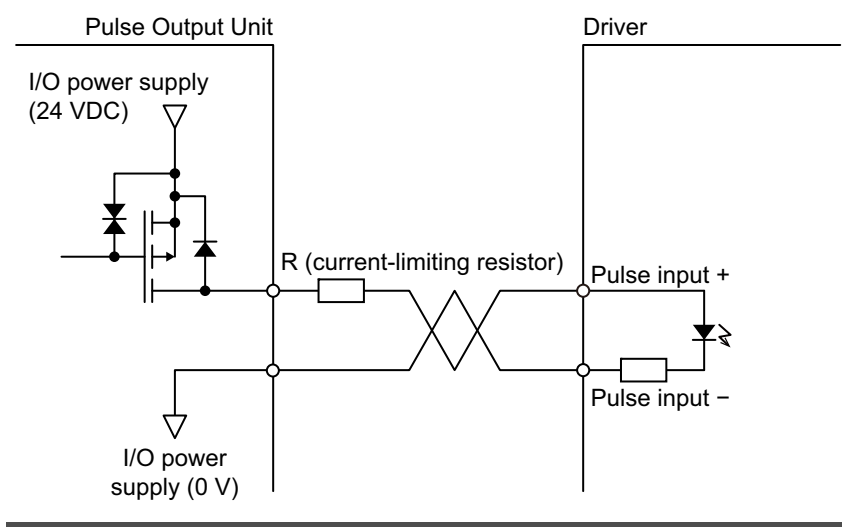 Pulse Output Unit
Driver
I/O power supply
(24 VDC)
R (current-limiting resistor)
Pulse input +
Pulse input −
I/O power
supply (0 V)